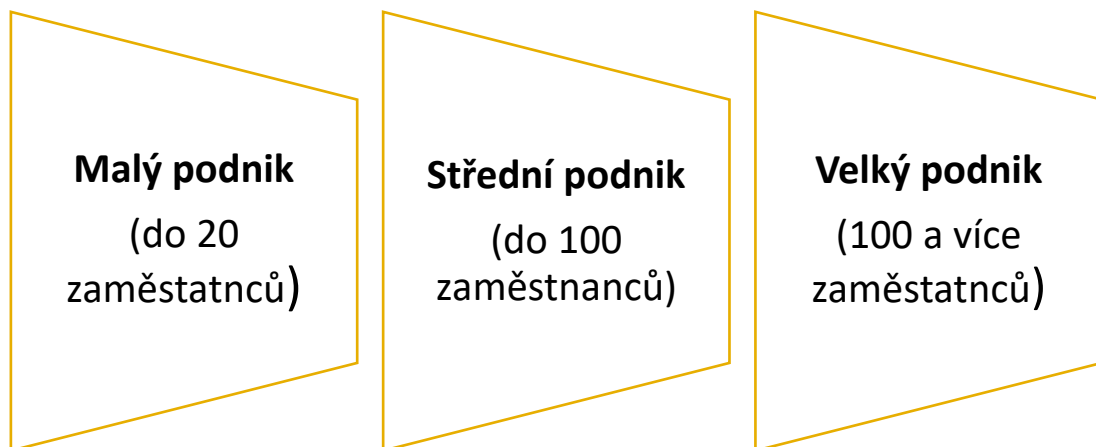 Malý podnik
(do 20
zaměstatnců)
Střední podnik
(do 100
zaměstnanců)
Velký podnik
(100 a více
zaměstatnců)